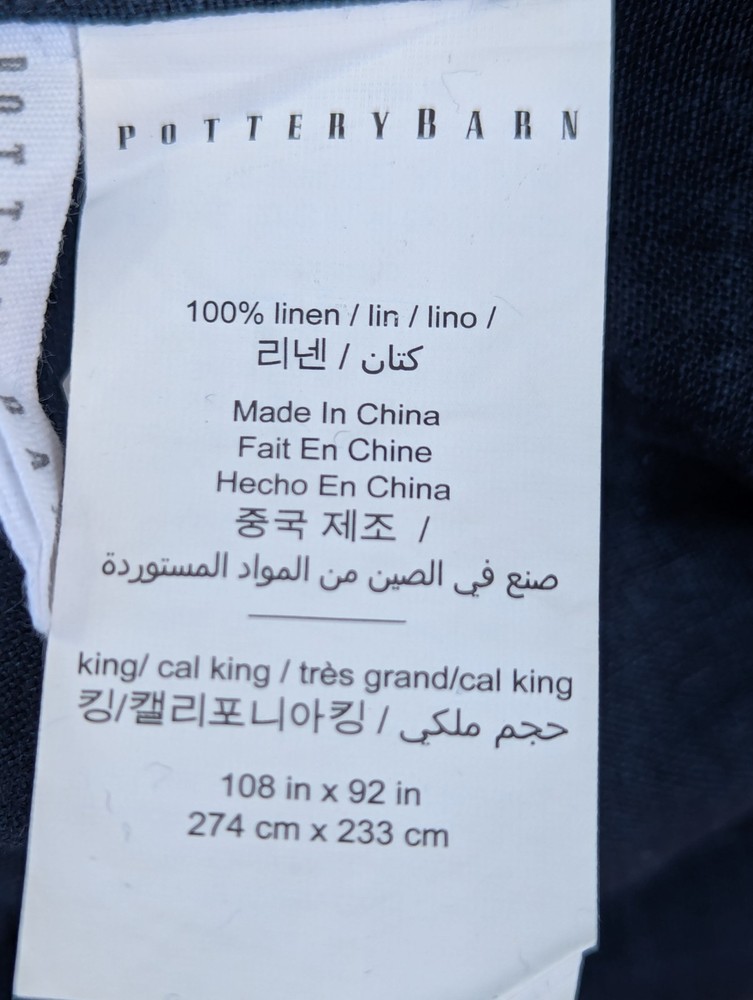 POTTERYBARN
100% linen / lin / lino /
리넨 / كتان
Made In China
Fait En Chine
Hecho En China
중국 제조 /
صنع في الصين من المواد المستوردة
king/ cal king / très grand/cal king
킹/캘리포니아킹 / حجم ملكي
108 in x 92 in
274 cm x 233 cm